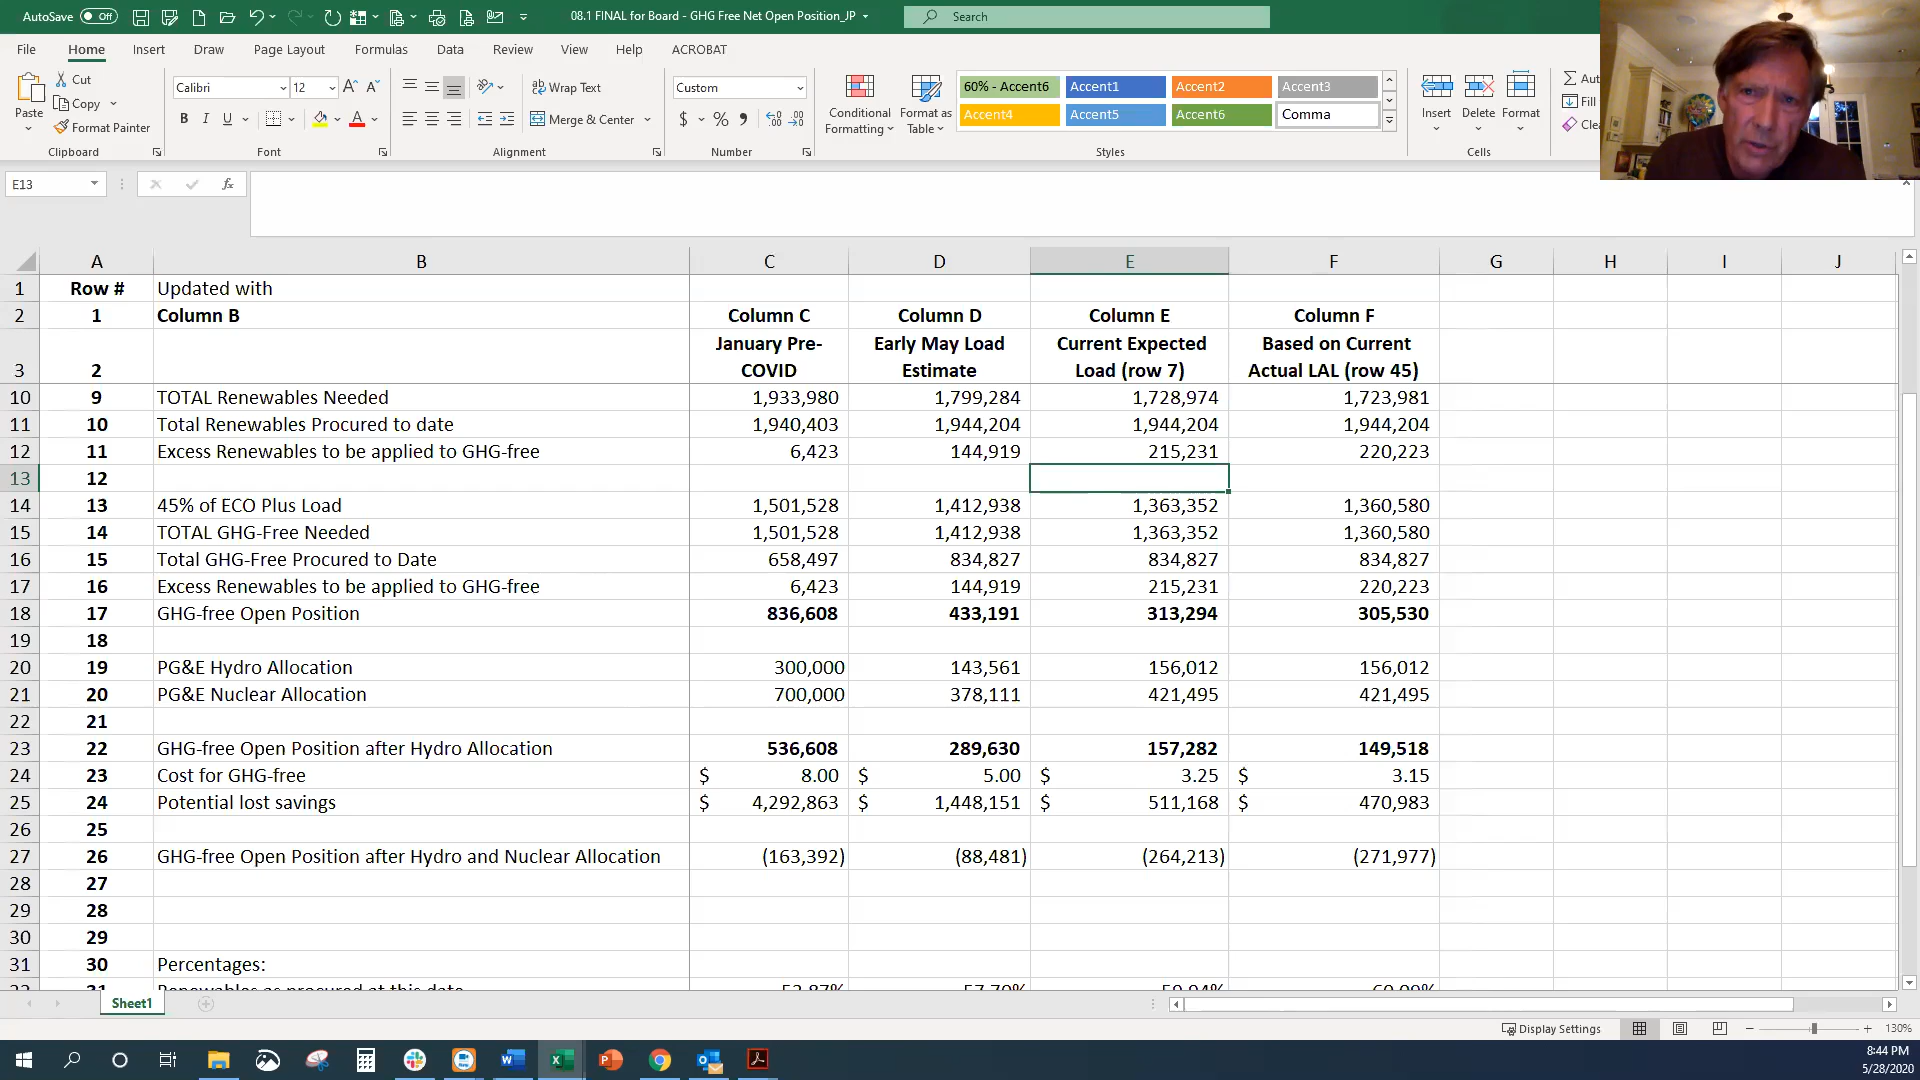 AutoSave Off 08.1 FINAL for Board - GHG Free Net Open Position_JP Search
File Home Insert Draw Page Layout Formulas Data Review View Help ACROBAT
Paste Cut Copy Format Painter Clipboard
Calibri 12 B I U Font
Wrap Text Merge & Center Alignment
Custom $ % Number
Conditional Formatting Format as Table
60% - Accent6 Accent1 Accent2 Accent3
Accent4 Accent5 Accent6 Comma
Styles
Insert Delete Format Cells
Fill
E13 fx
A B C D E F G H I J
1 Row # Updated with
2 1 Column B Column C Column D Column E Column F
3 2 January Pre-COVID Early May Load Estimate Current Expected Load (row 7) Based on Current Actual LAL (row 45)
10 9 TOTAL Renewables Needed 1,933,980 1,799,284 1,728,974 1,723,981
11 10 Total Renewables Procured to date 1,940,403 1,944,204 1,944,204 1,944,204
12 11 Excess Renewables to be applied to GHG-free 6,423 144,919 215,231 220,223
13 12
14 13 45% of ECO Plus Load 1,501,528 1,412,938 1,363,352 1,360,580
15 14 TOTAL GHG-Free Needed 1,501,528 1,412,938 1,363,352 1,360,580
16 15 Total GHG-Free Procured to Date 658,497 834,827 834,827 834,827
17 16 Excess Renewables to be applied to GHG-free 6,423 144,919 215,231 220,223
18 17 GHG-free Open Position 836,608 433,191 313,294 305,530
19 18
20 19 PG&E Hydro Allocation 300,000 143,561 156,012 156,012
21 20 PG&E Nuclear Allocation 700,000 378,111 421,495 421,495
22 21
23 22 GHG-free Open Position after Hydro Allocation 536,608 289,630 157,282 149,518
24 23 Cost for GHG-free $ 8.00 $ 5.00 $ 3.25 $ 3.15
25 24 Potential lost savings $ 4,292,863 $ 1,448,151 $ 511,168 $ 470,983
26 25
27 26 GHG-free Open Position after Hydro and Nuclear Allocation (163,392) (88,481) (264,213) (271,977)
28 27
29 28
30 29
31 30 Percentages:
Sheet1
Display Settings 130%
8:44 PM
5/28/2020